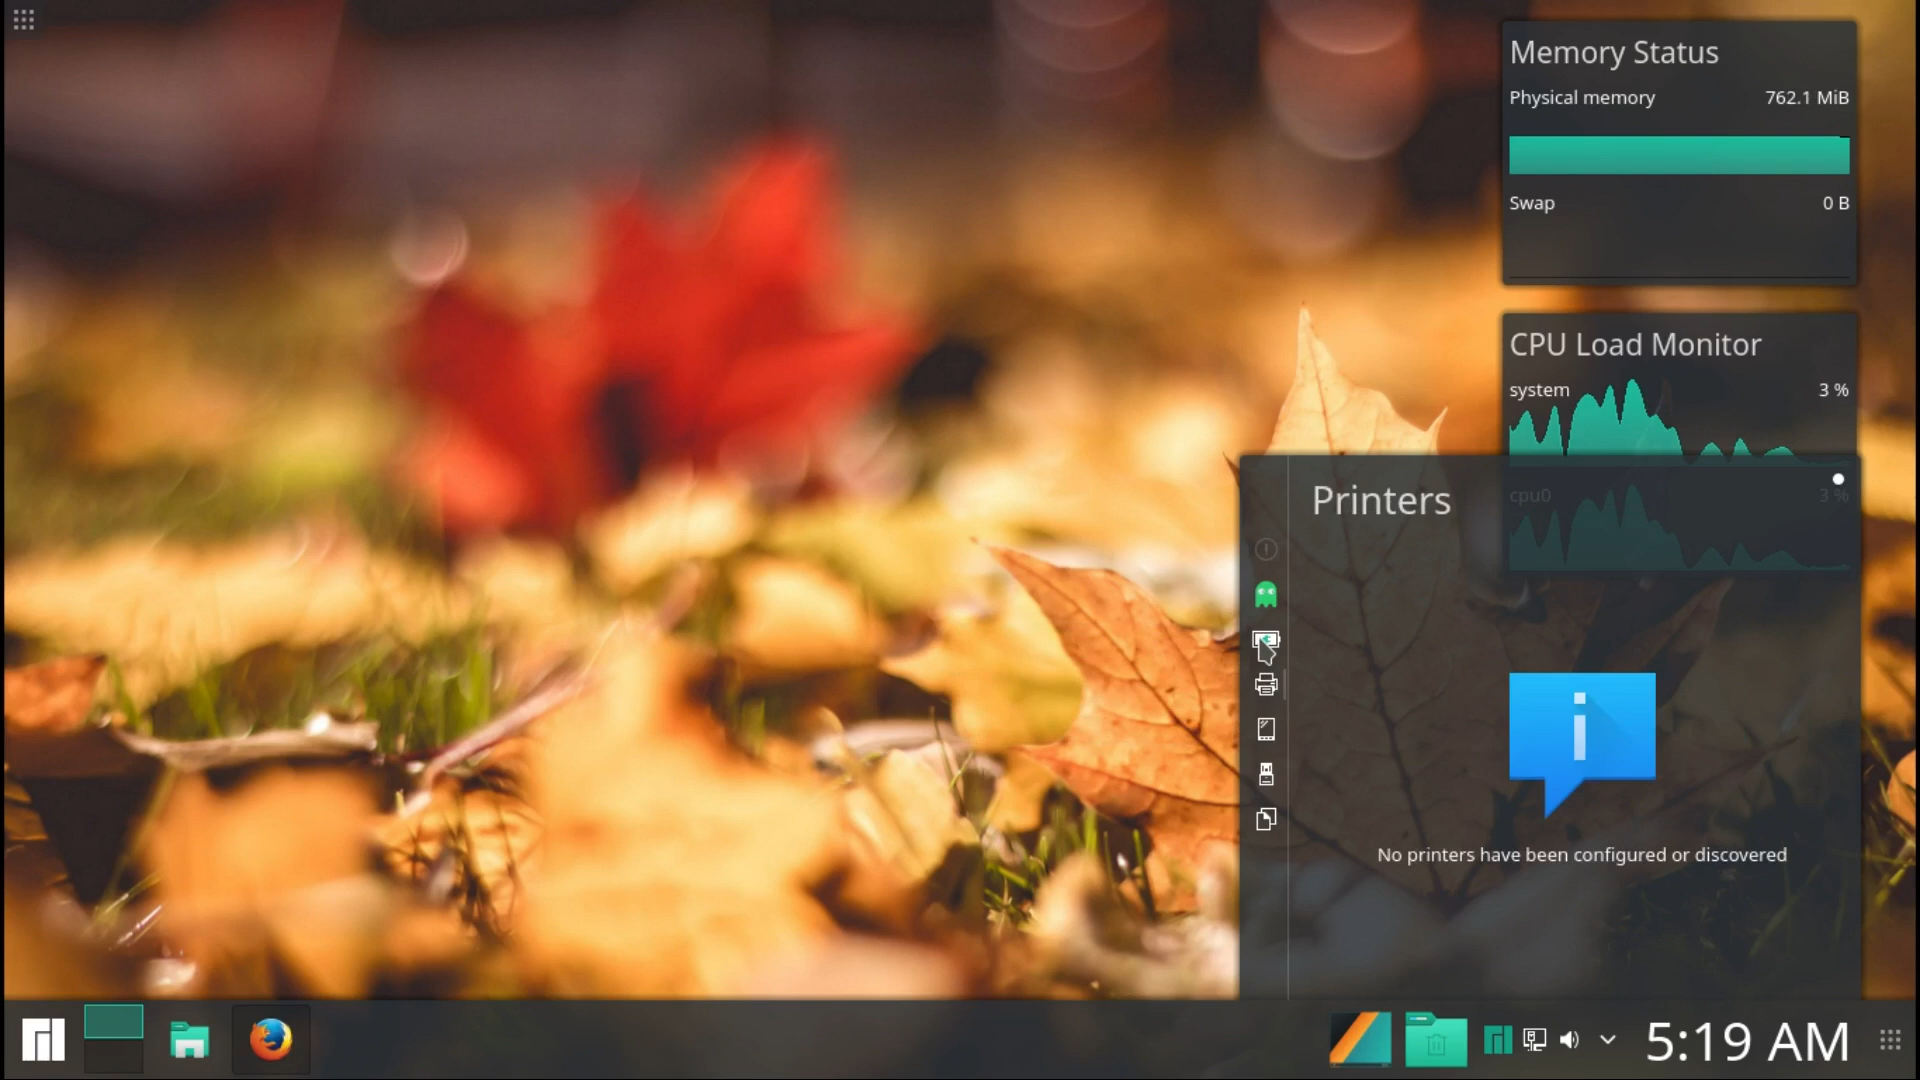 Memory Status
Physical memory 762.1 MiB
Swap 0 B
CPU Load Monitor
system 3 %
cpu0 3 %
Printers
No printers have been configured or discovered
5:19 AM